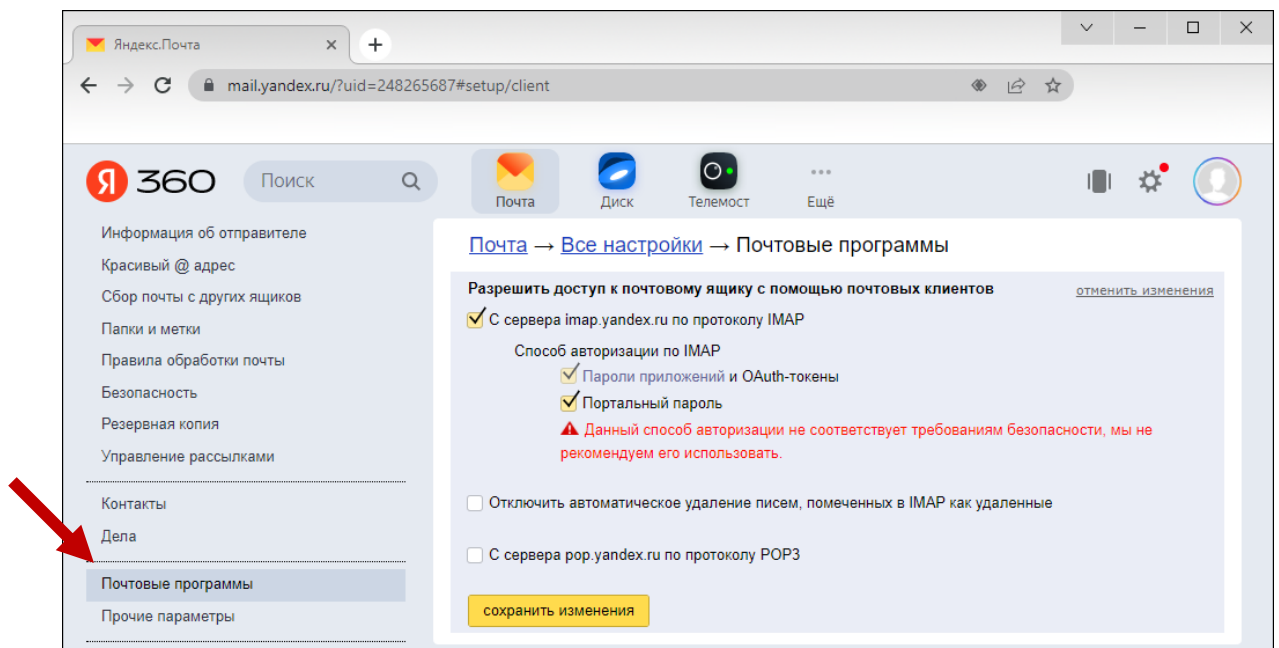 Яндекс.Почта
mail.yandex.ru/?uid=248265687#setup/client
Я 360
Поиск
Почта
Диск
Телемост
Ещё
Информация об отправителе
Красивый @ адрес
Сбор почты с других ящиков
Папки и метки
Правила обработки почты
Безопасность
Резервная копия
Управление рассылками
Контакты
Дела
Почтовые программы
Прочие параметры
Почта → Все настройки → Почтовые программы
Разрешить доступ к почтовому ящику с помощью почтовых клиентов
отменить изменения
С сервера imap.yandex.ru по протоколу IMAP
Способ авторизации по IMAP
Пароли приложений и OAuth-токены
Портальный пароль
Данный способ авторизации не соответствует требованиям безопасности, мы не
рекомендуем его использовать.
Отключить автоматическое удаление писем, помеченных в IMAP как удаленные
С сервера pop.yandex.ru по протоколу POP3
сохранить изменения